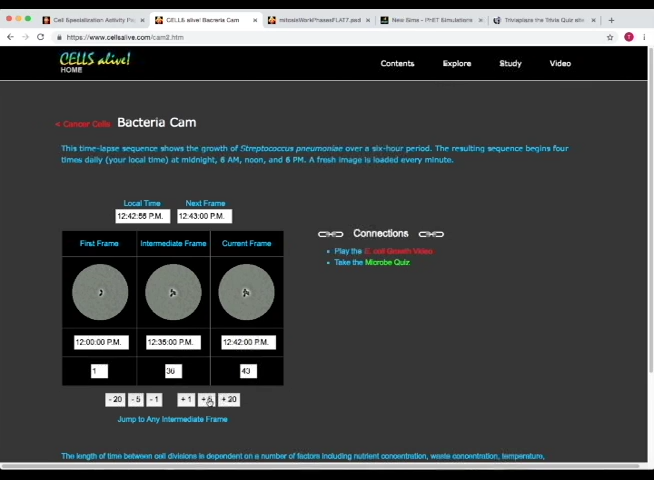 Cell Specialization Activity Pa
CELLS alive! Bacteria Cam
mitosisWorkPhasesFLAT7.psd
New Sims - PhET Simulations
Triviaplaza the Trivia Quiz site
https://www.cellsalive.com/cam2.htm
CELLS alive!
HOME
Contents
Explore
Study
Video
< Cancer Cells
Bacteria Cam
This time-lapse sequence shows the growth of Streptococcus pneumoniae over a six-hour period. The resulting sequence begins four
times daily (your local time) at midnight, 6 AM, noon, and 6 PM. A fresh image is loaded every minute.
Local Time
Next Frame
12:43:00 P.M.
First Frame
Intermediate Frame
Current Frame
12:00:00 P.M.
12:35:00 P.M.
12:42:00 P.M.
1
36
43
- 20
- 5
- 1
+ 1
+ 5
+ 20
Jump to Any Intermediate Frame
Connections
Play the E. coli Growth Video
Take the Microbe Quiz
The length of time between cell divisions is dependent on a number of factors including nutrient concentration, waste concentration, temperature,